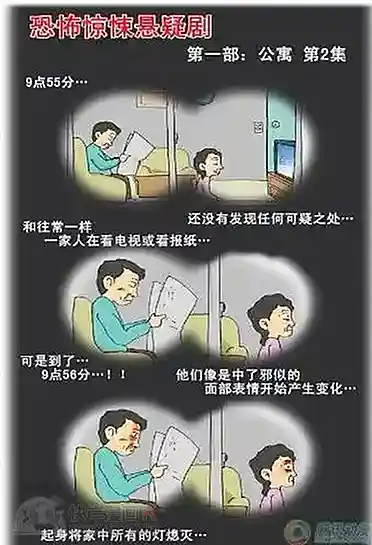 恐怖惊悚悬疑剧
第一部：公寓 第2集
9点55分…
还没有发现任何可疑之处…
和往常一样
一家人在看电视或看报纸…
可是到了…
9点56分…！！
他们像是中了邪似的
面部表情开始产生变化…
起身将家中所有的灯熄灭…